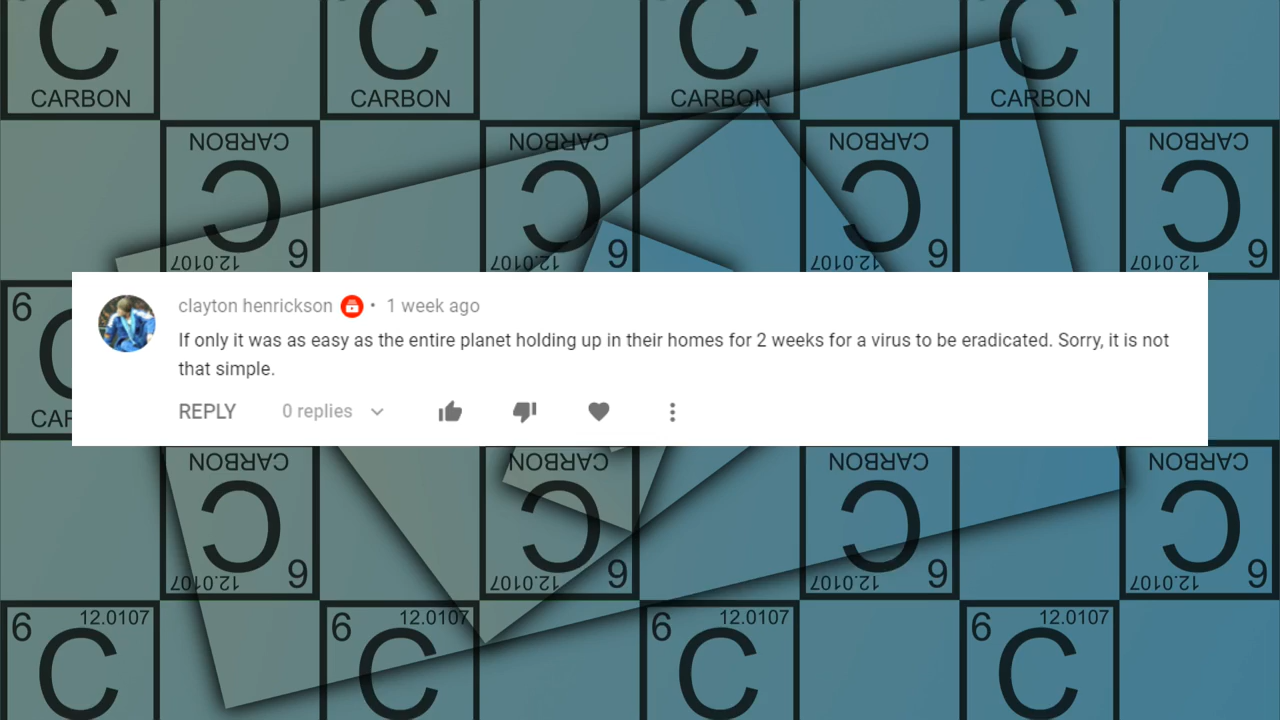 C C C C
CARBON CARBON CARBON CARBON
CARBON CARBON CARBON CARBON
C C C C
12.0107 6 12.0107 6 12.0107 6 12.0107 6
6
C
CAR
clayton henrickson • 1 week ago
If only it was as easy as the entire planet holding up in their homes for 2 weeks for a virus to be eradicated. Sorry, it is not
that simple.
REPLY 0 replies
CARBON CARBON CARBON CARBON
C C C C
12.0107 6 12.0107 6 12.0107 6 12.0107 6
6 12.0107 6 12.0107 6 12.0107 6 12.0107
C C C C